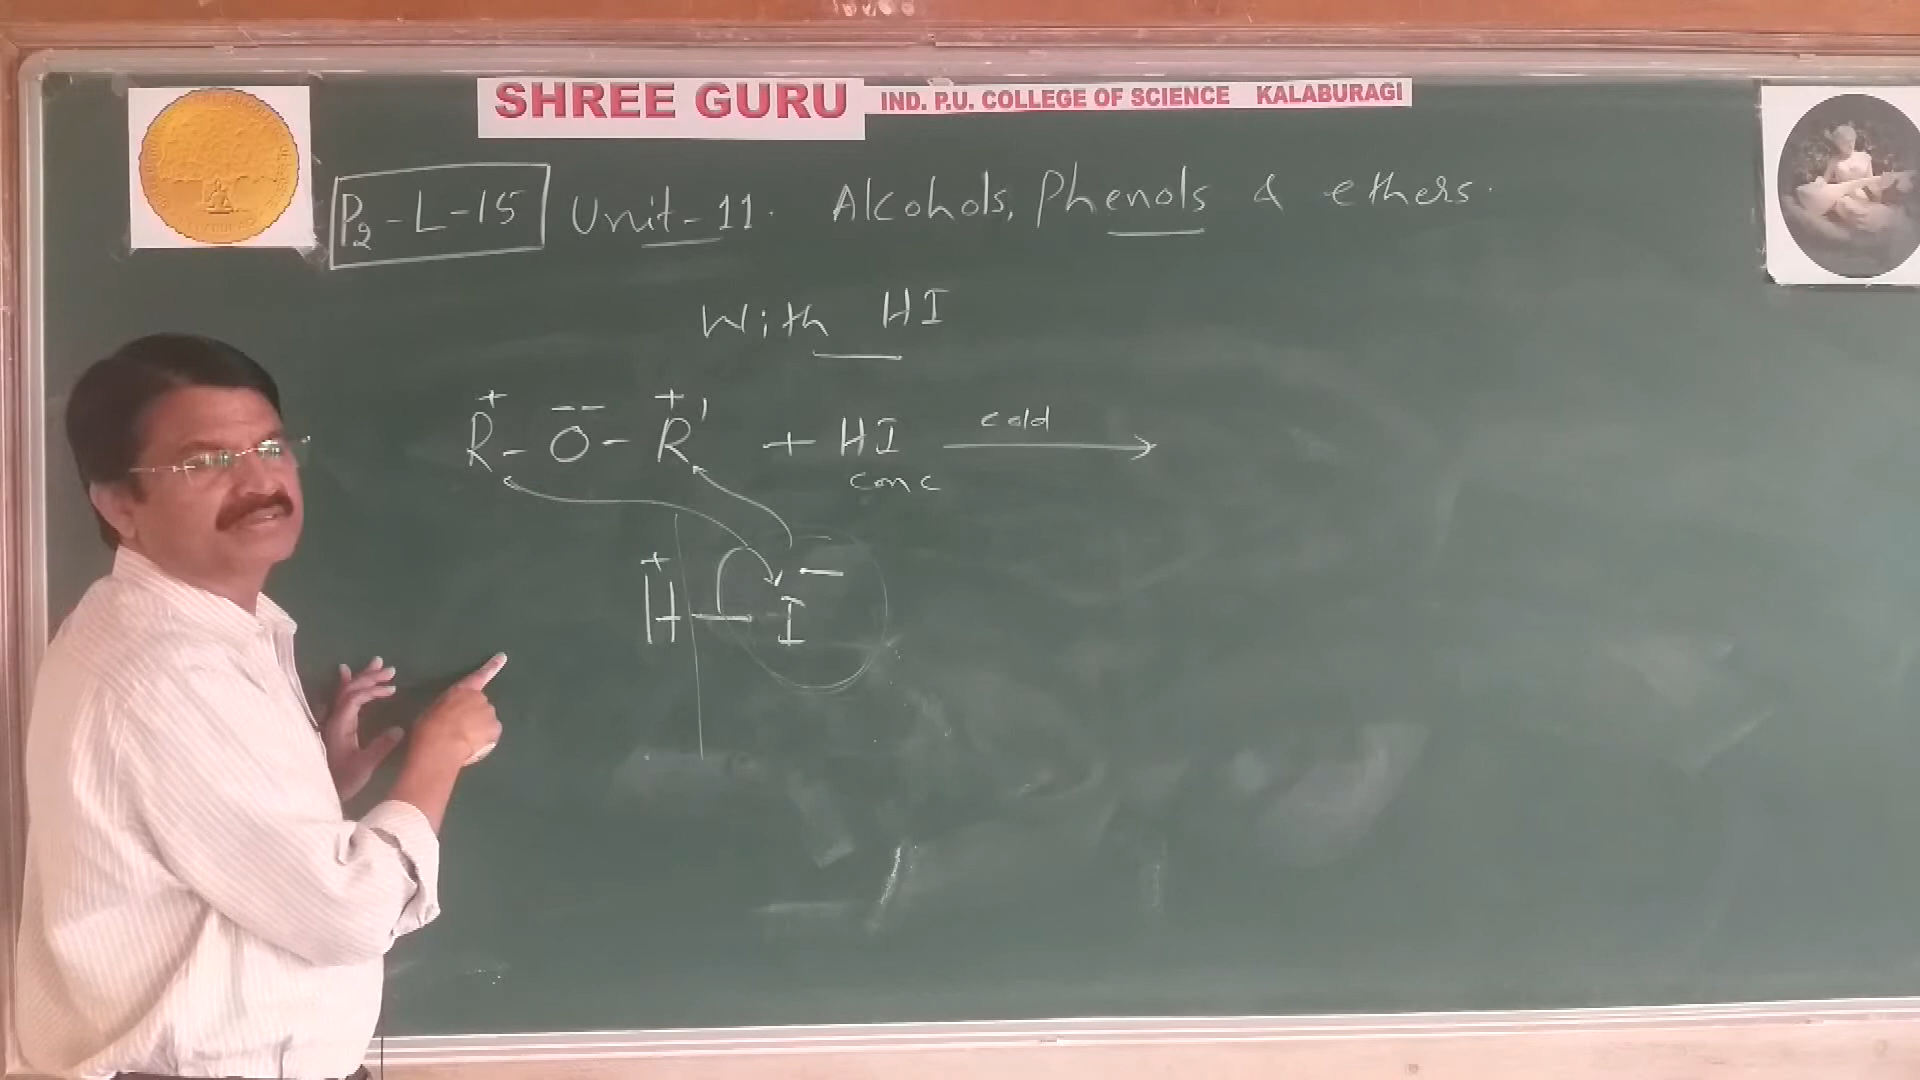 SHREE GURU IND. P.U. COLLEGE OF SCIENCE KALABURAGI
P2-L-15 Unit-11. Alcohols, Phenols & ethers.
With HI
+ -- +
R-O-R' + HI cold
conc
+ -
H-I